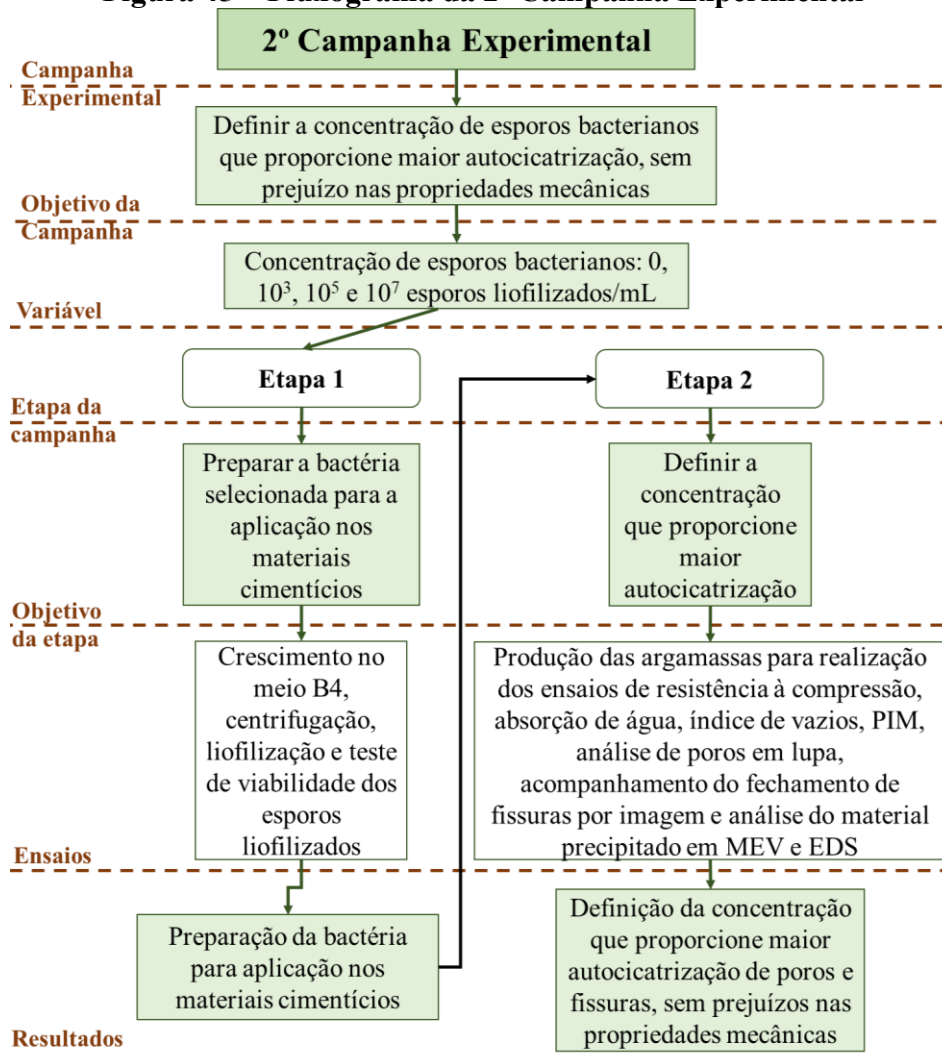 2º Campanha Experimental
Campanha
Experimental
Definir a concentração de esporos bacterianos
que proporcione maior autocicatrização, sem
prejuízo nas propriedades mecânicas
Objetivo da
Campanha
Concentração de esporos bacterianos: 0,
10³, 10⁵ e 10⁷ esporos liofilizados/mL
Variável
Etapa 1
Etapa 2
Etapa da
campanha
Preparar a bactéria
selecionada para a
aplicação nos
materiais
cimentícios
Definir a
concentração
que proporcione
maior
autocicatrização
Objetivo
da etapa
Crescimento no
meio B4,
centrifugação,
liofilização e teste
de viabilidade dos
esporos
liofilizados
Produção das argamassas para realização
dos ensaios de resistência à compressão,
absorção de água, índice de vazios, PIM,
análise de poros em lupa,
acompanhamento do fechamento de
fissuras por imagem e análise do material
precipitado em MEV e EDS
Ensaios
Preparação da bactéria
para aplicação nos
materiais cimentícios
Definição da concentração
que proporcione maior
autocicatrização de poros e
fissuras, sem prejuízos nas
propriedades mecânicas
Resultados